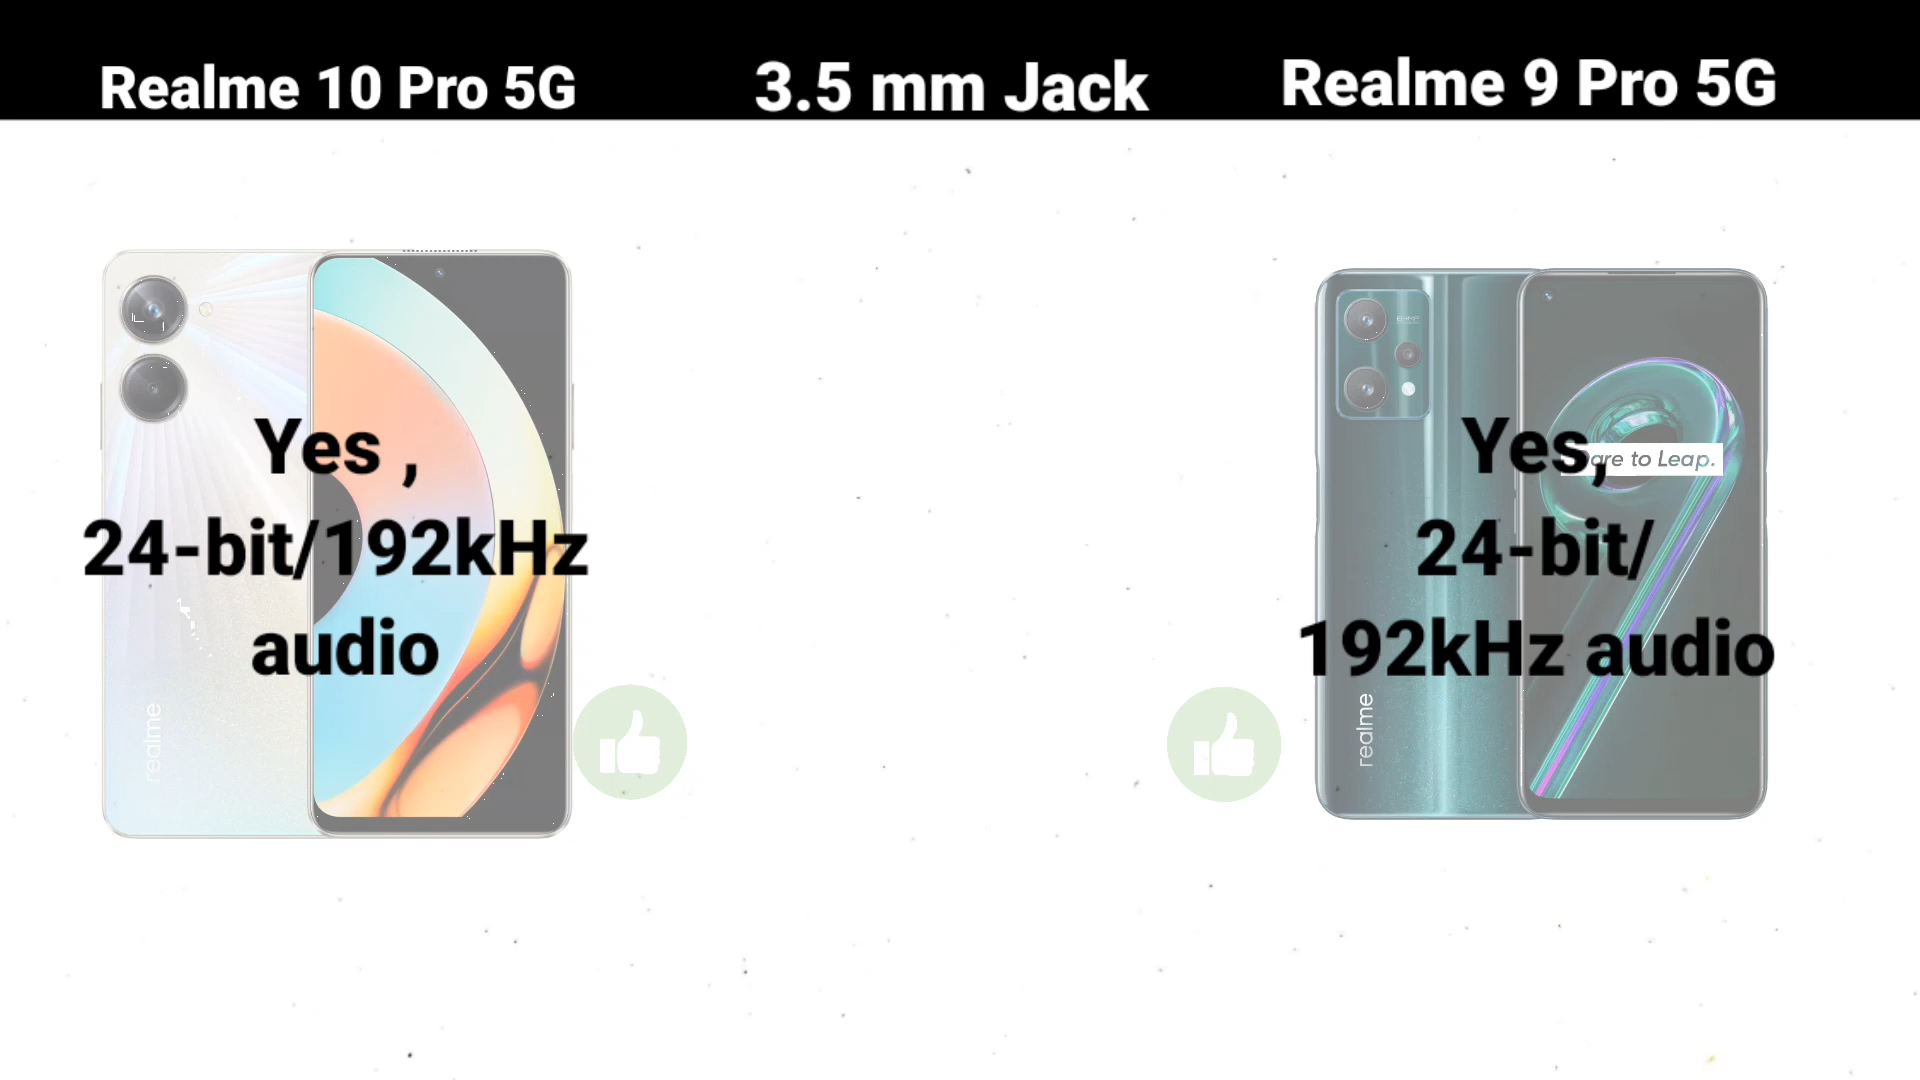 Realme 10 Pro 5G
3.5 mm Jack
Realme 9 Pro 5G
Yes ,
24-bit/192kHz
audio
realme
Yes,
24-bit/
192kHz audio
are to Leap.
realme